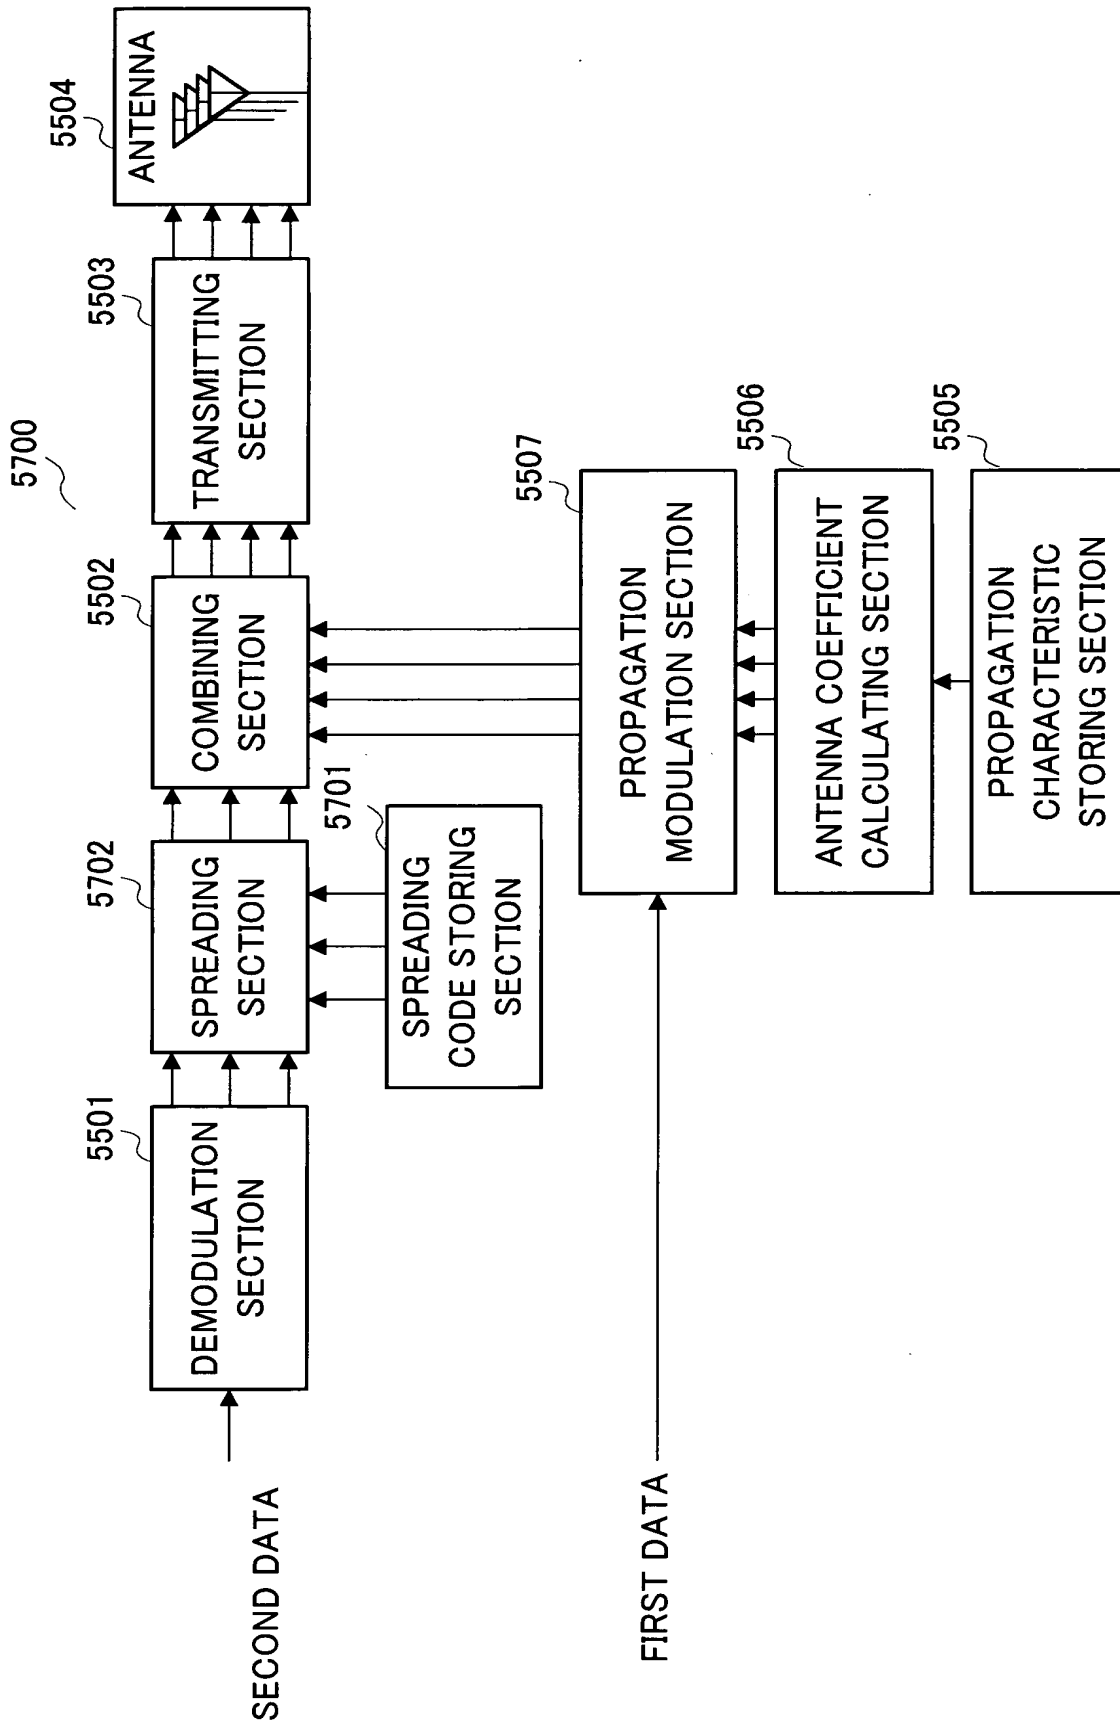 5700
SECOND DATA
5501
DEMODULATION
SECTION
5702
SPREADING
SECTION
5701
SPREADING
CODE STORING
SECTION
5502
COMBINING
SECTION
5503
TRANSMITTING
SECTION
5504
ANTENNA
FIRST DATA
5507
PROPAGATION
MODULATION SECTION
5506
ANTENNA COEFFICIENT
CALCULATING SECTION
5505
PROPAGATION
CHARACTERISTIC
STORING SECTION